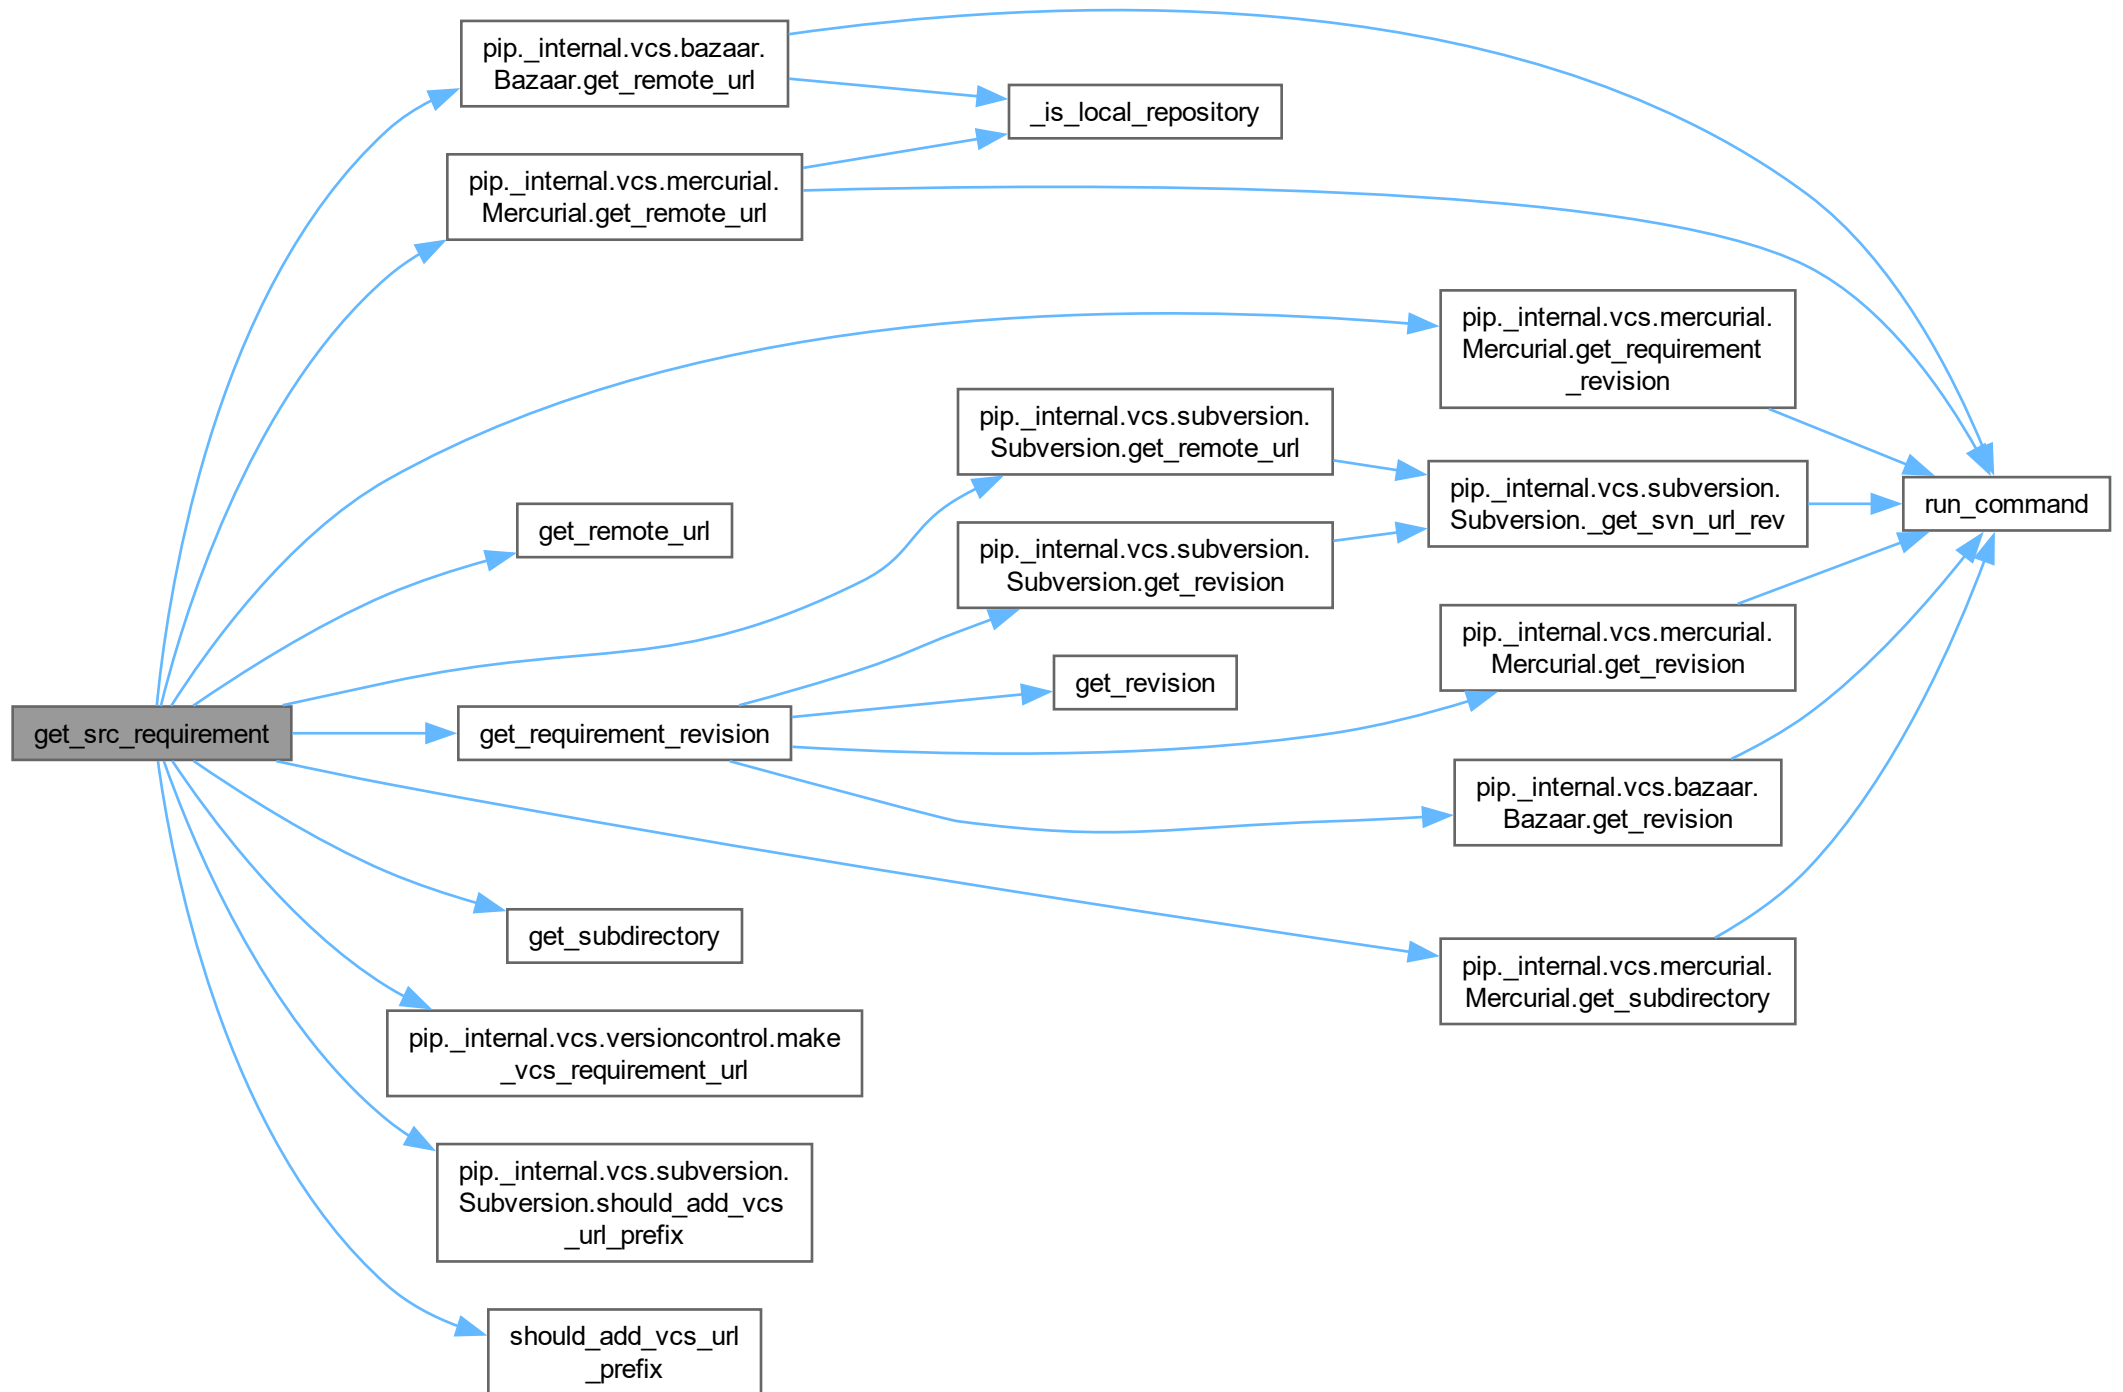 pip._internal.vcs.bazaar.
Bazaar.get_remote_url
_is_local_repository
pip._internal.vcs.mercurial.
Mercurial.get_remote_url
pip._internal.vcs.mercurial.
Mercurial.get_requirement
_revision
pip._internal.vcs.subversion.
Subversion.get_remote_url
get_remote_url
pip._internal.vcs.subversion.
Subversion._get_svn_url_rev
run_command
pip._internal.vcs.subversion.
Subversion.get_revision
pip._internal.vcs.mercurial.
Mercurial.get_revision
get_revision
get_src_requirement
get_requirement_revision
pip._internal.vcs.bazaar.
Bazaar.get_revision
get_subdirectory
pip._internal.vcs.mercurial.
Mercurial.get_subdirectory
pip._internal.vcs.versioncontrol.make
_vcs_requirement_url
pip._internal.vcs.subversion.
Subversion.should_add_vcs
_url_prefix
should_add_vcs_url
_prefix